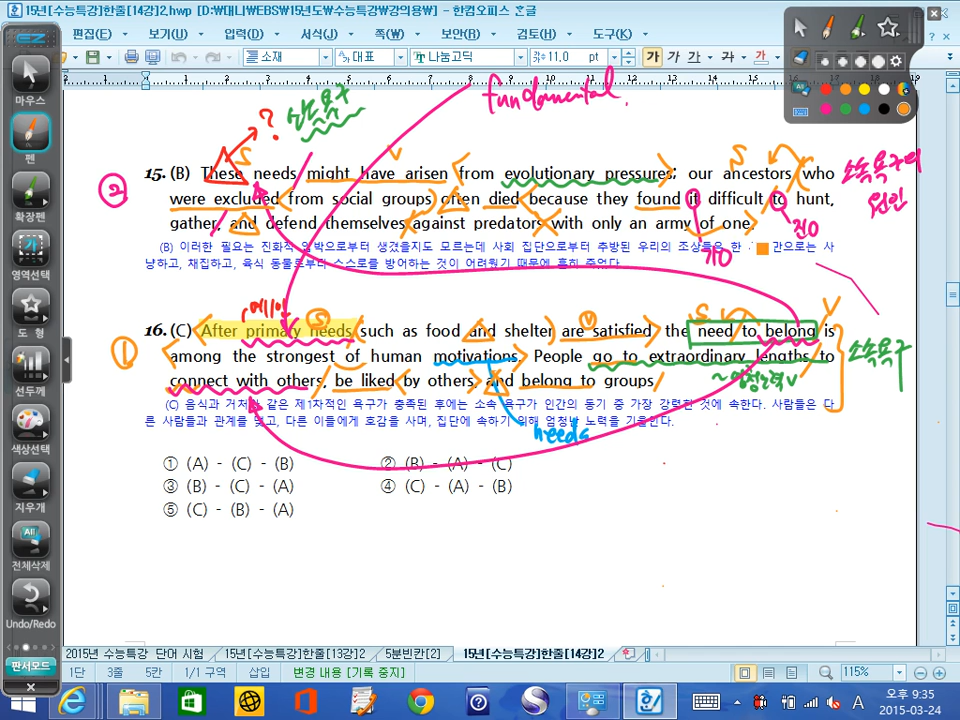 15년[수능특강]한줄[14강]2.hwp [D:₩대니₩EBS₩15년도₩수능특강₩강의용₩] - 한컴오피스 한글
편집(E) 보기(U) 입력(D) 서식(J) 쪽(W) 보안(B) 검토(H) 도구(K)
소재 대표 나눔고딕 11.0 pt 가 가 가 가 가
마우스
펜
확장펜
영역선택
도 형
선두께
색상선택
지우개
전체삭제
Undo/Redo
판서모드
fundamental.
?
S V S
15. (B) These needs might have arisen from evolutionary pressures; our ancestors who
were excluded from social groups often died because they found it difficult to hunt,
gather, and defend themselves against predators with only an army of one.
② 소속욕구의
원인
가O 진O
(B) 이러한 필요는 진화적 압박으로부터 생겼을지도 모르는데 사회 집단으로부터 추방된 우리의 조상들은 한 만으로는 사
냥하고, 채집하고, 육식 동물로부터 스스로를 방어하는 것이 어려웠기 때문에 흔히 죽었다.
S V S V
16. (C) After primary needs such as food and shelter are satisfied the need to belong is
among the strongest of human motivations. People go to extraordinary lengths to
connect with others, be liked by others and belong to groups.
① 소속욕구
needs
(C) 음식과 거처와 같은 제1차적인 욕구가 충족된 후에는 소속 욕구가 인간의 동기 중 가장 강력한 것에 속한다. 사람들은 다
른 사람들과 관계를 맺고, 다른 이들에게 호감을 사며, 집단에 속하기 위해 엄청난 노력을 기울인다.
① (A) - (C) - (B) ② (B) - (A) - (C)
③ (B) - (C) - (A) ④ (C) - (A) - (B)
⑤ (C) - (B) - (A)
2015년 수능특강 단어 시험 15년[수능특강]한줄[13강]2 5분빈칸[2] 15년[수능특강]한줄[14강]2
1단 3줄 5칸 1/1 구역 삽입 변경 내용 [기록 중지] 115%
오후 9:35
2015-03-24